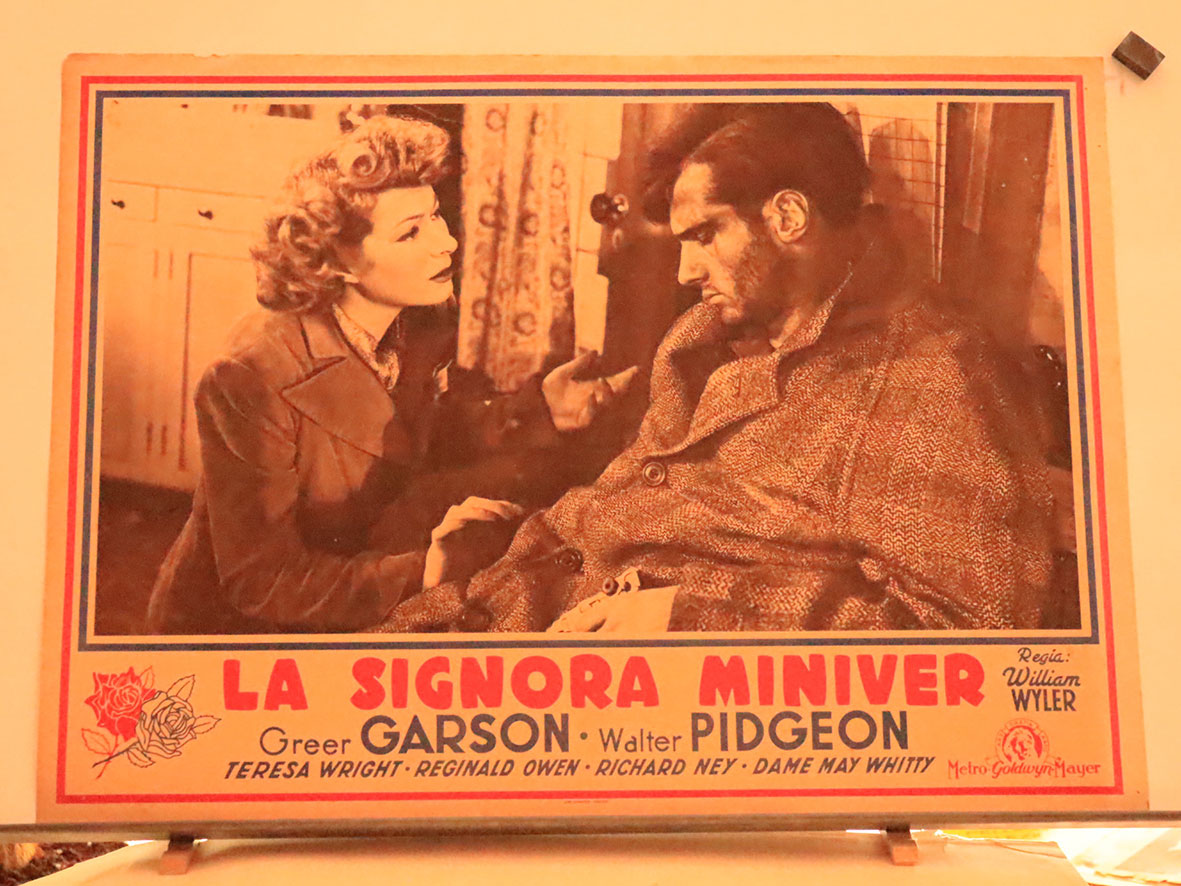 LA SIGNORA MINIVER
Regia:
William
WYLER
Greer GARSON · Walter PIDGEON
TERESA WRIGHT · REGINALD OWEN · RICHARD NEY · DAME MAY WHITTY
Metro-Goldwyn-Mayer